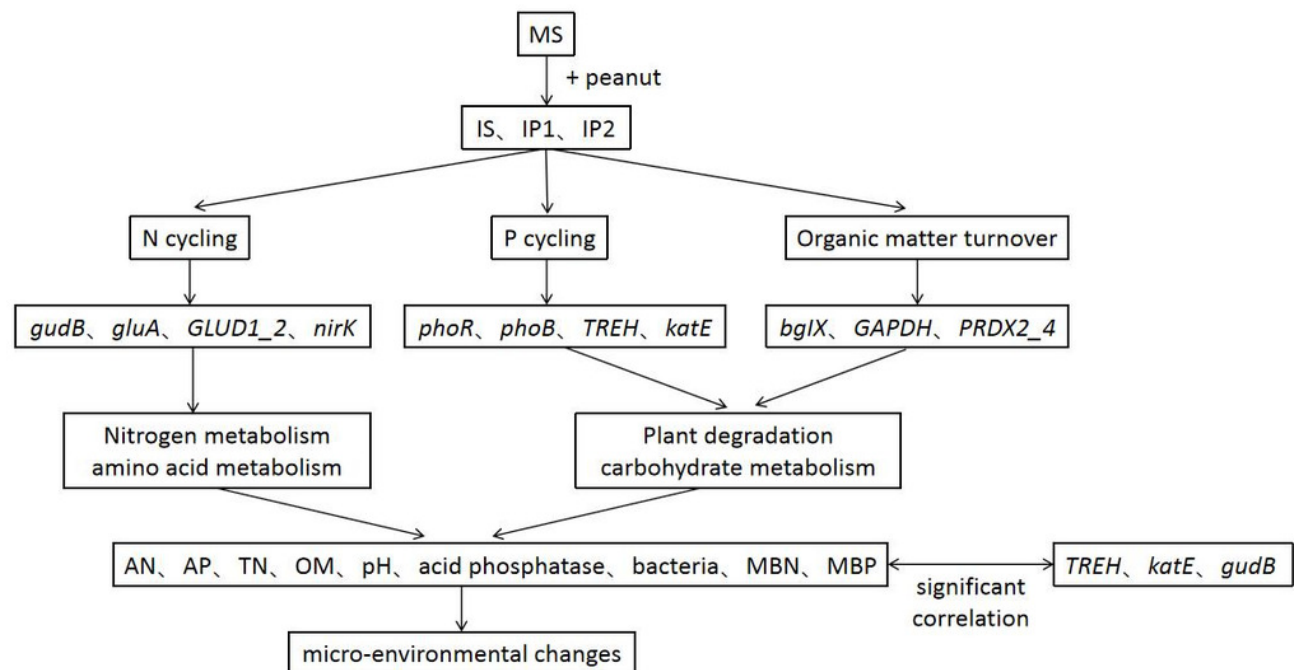 MS
+ peanut
IS、IP1、IP2
N cycling
P cycling
Organic matter turnover
gudB、gluA、GLUD1_2、nirK
phoR、phoB、TREH、katE
bglX、GAPDH、PRDX2_4
Nitrogen metabolism
amino acid metabolism
Plant degradation
carbohydrate metabolism
AN、AP、TN、OM、pH、acid phosphatase、bacteria、MBN、MBP
significant
correlation
TREH、katE、gudB
micro-environmental changes